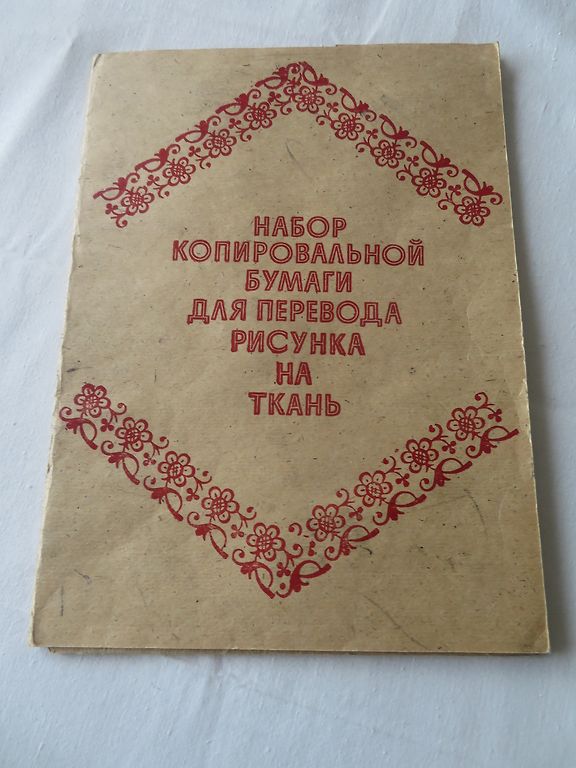 НАБОР
КОПИРОВАЛЬНОЙ
БУМАГИ
ДЛЯ ПЕРЕВОДА
РИСУНКА
НА
ТКАНЬ